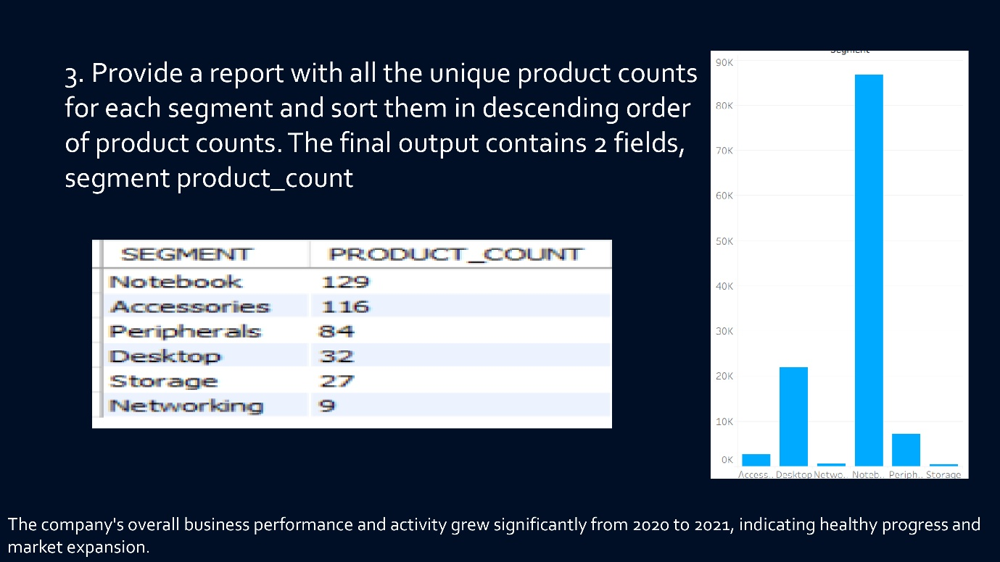 3. Provide a report with all the unique product counts
for each segment and sort them in descending order
of product counts. The final output contains 2 fields,
segment product_count
SEGMENT PRODUCT_COUNT
Notebook 129
Accessories 116
Peripherals 84
Desktop 32
Storage 27
Networking 9
Segment
90K
80K
70K
60K
50K
40K
30K
20K
10K
0K
Access.. Desktop Netwo.. Noteb.. Periph.. Storage
The company's overall business performance and activity grew significantly from 2020 to 2021, indicating healthy progress and
market expansion.